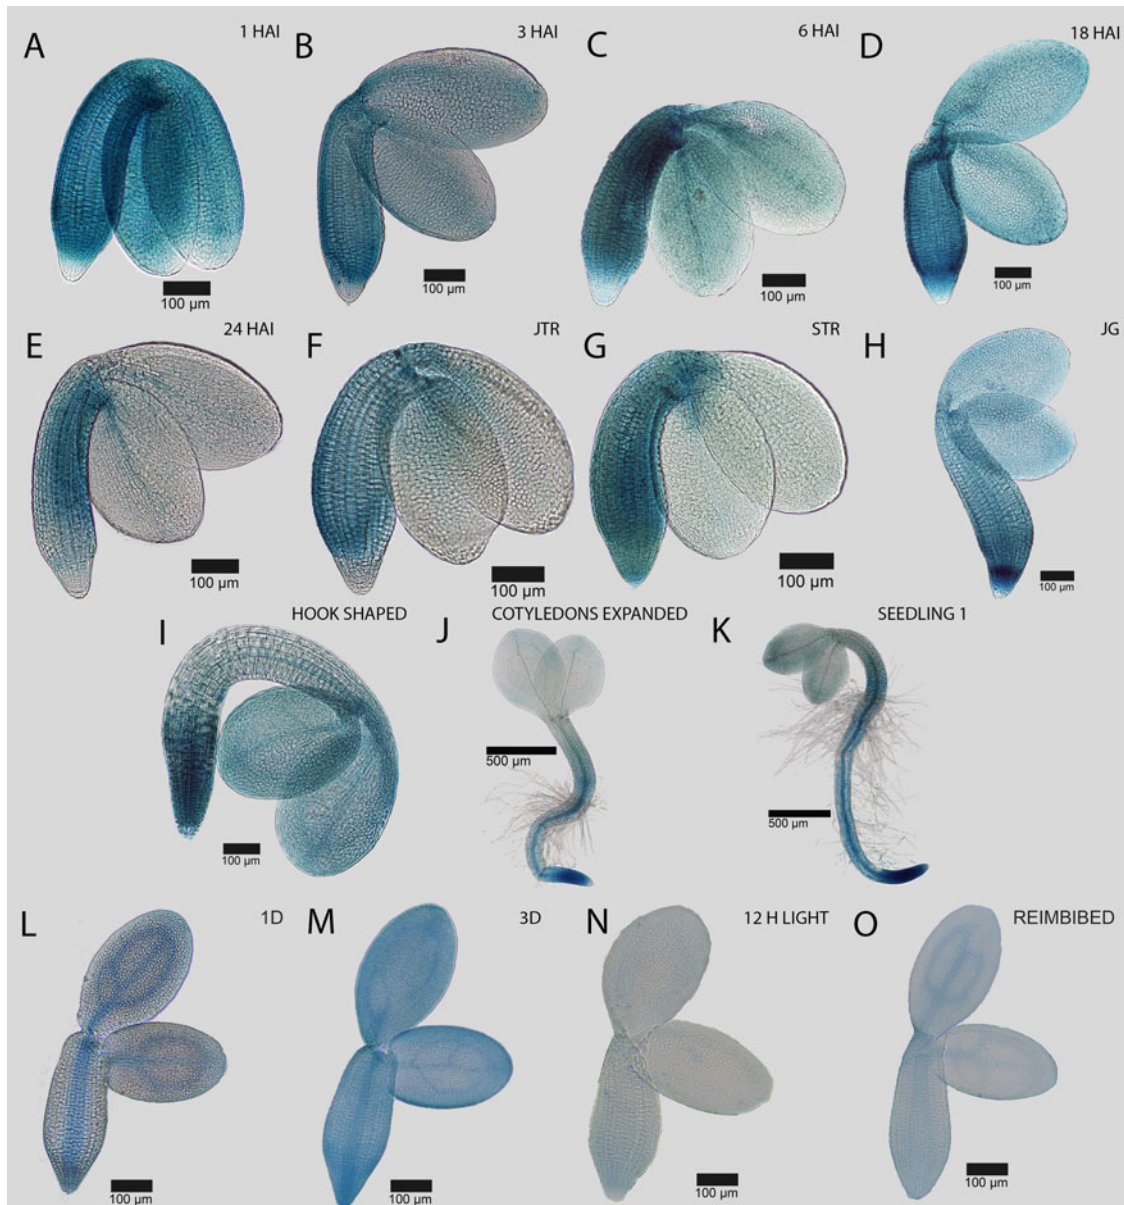 A 1 HAI B 3 HAI C 6 HAI D 18 HAI
100 µm 100 µm 100 µm 100 µm
E 24 HAI F JTR G STR H JG
100 µm 100 µm 100 µm 100 µm
I HOOK SHAPED J COTYLEDONS EXPANDED K SEEDLING 1
100 µm 500 µm 500 µm
L 1D M 3D N 12 H LIGHT O REIMBIBED
100 µm 100 µm 100 µm 100 µm